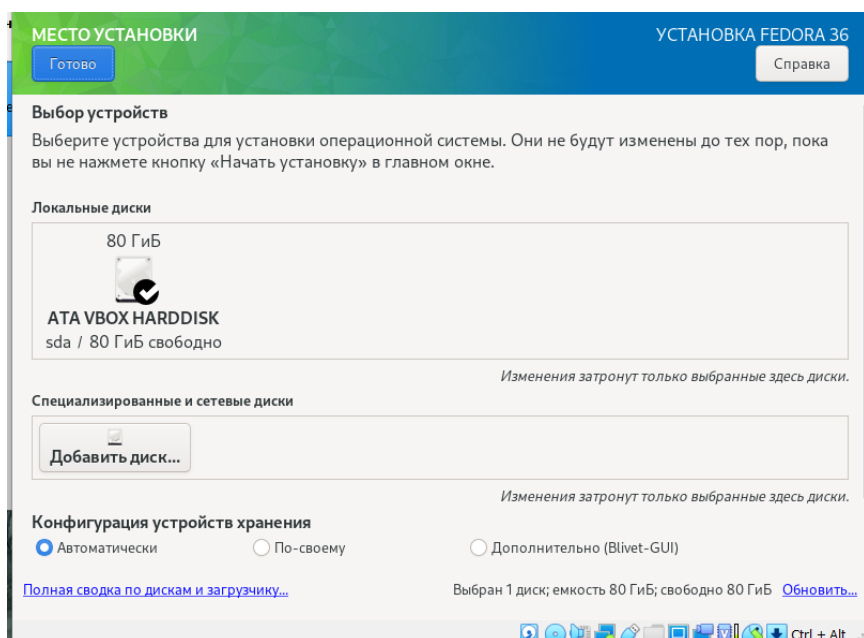 МЕСТО УСТАНОВКИ
УСТАНОВКА FEDORA 36
Готово
Справка
Выбор устройств
Выберите устройства для установки операционной системы. Они не будут изменены до тех пор, пока
вы не нажмете кнопку «Начать установку» в главном окне.
Локальные диски
80 ГиБ
ATA VBOX HARDDISK
sda / 80 ГиБ свободно
Изменения затронут только выбранные здесь диски.
Специализированные и сетевые диски
Добавить диск...
Изменения затронут только выбранные здесь диски.
Конфигурация устройств хранения
Автоматически
По-своему
Дополнительно (Blivet-GUI)
Полная сводка по дискам и загрузчику...
Выбран 1 диск; емкость 80 ГиБ; свободно 80 ГиБ Обновить...
Ctrl + Alt